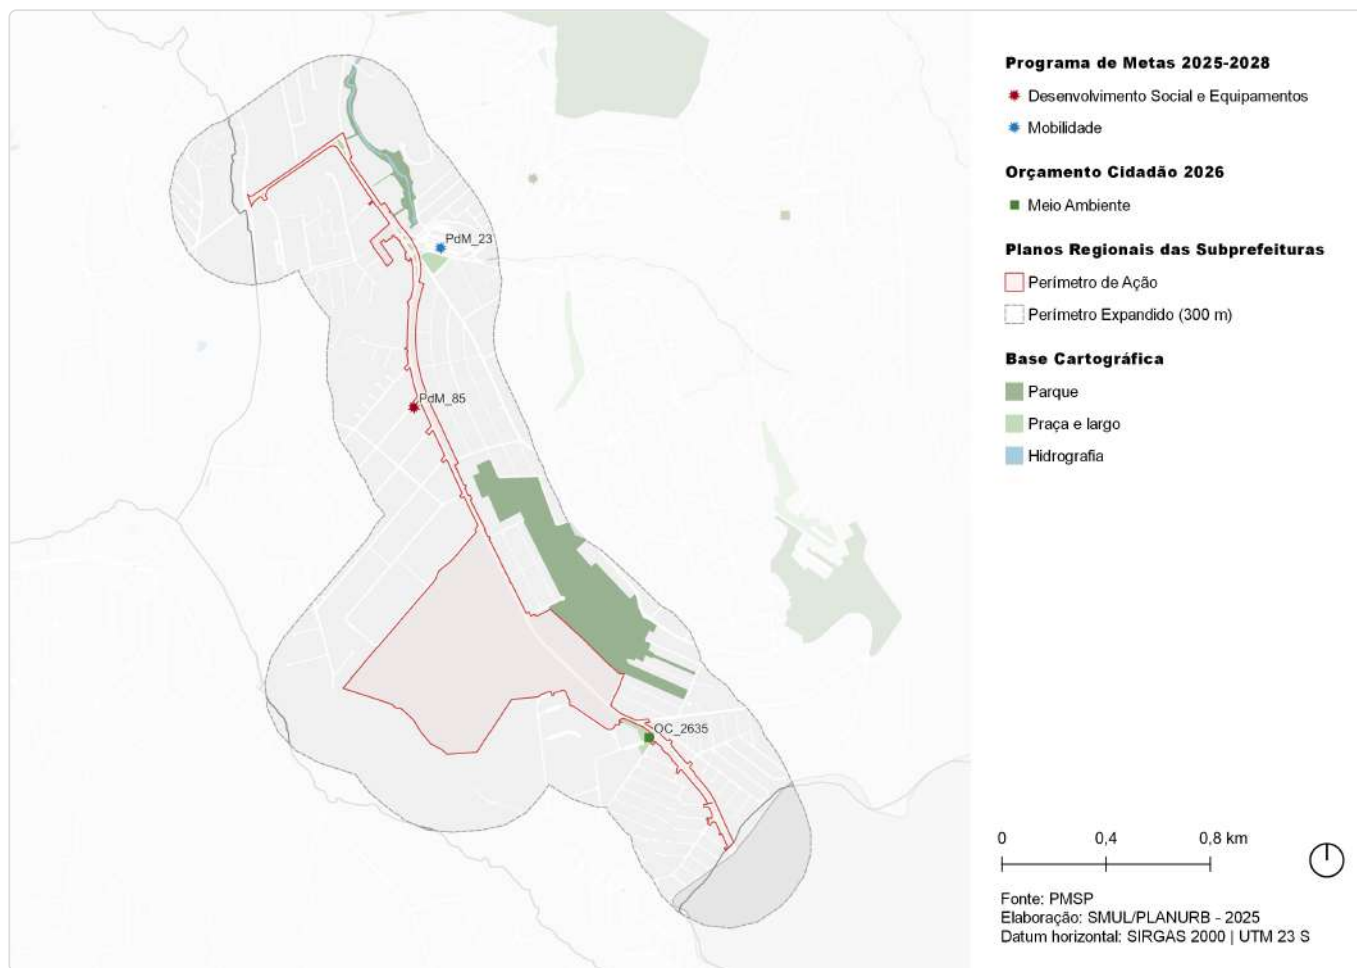 PdM_23
PdM_85
OC_2635
Programa de Metas 2025-2028
Desenvolvimento Social e Equipamentos
Mobilidade
Orçamento Cidadão 2026
Meio Ambiente
Planos Regionais das Subprefeituras
Perímetro de Ação
Perímetro Expandido (300 m)
Base Cartográfica
Parque
Praça e largo
Hidrografia
0 0,4 0,8 km
Fonte: PMSP
Elaboração: SMUL/PLANURB - 2025
Datum horizontal: SIRGAS 2000 | UTM 23 S